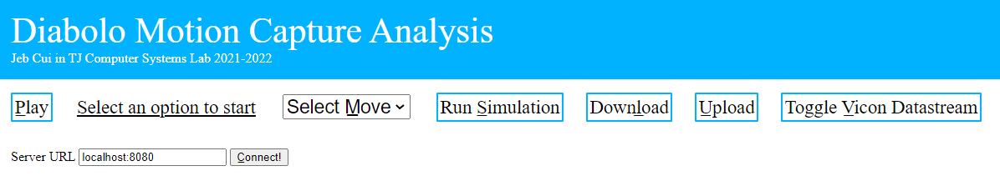 Diabolo Motion Capture Analysis
Jeb Cui in TJ Computer Systems Lab 2021-2022
Play Select an option to start Select Move Run Simulation Download Upload Toggle Vicon Datastream
Server URL localhost:8080 Connect!